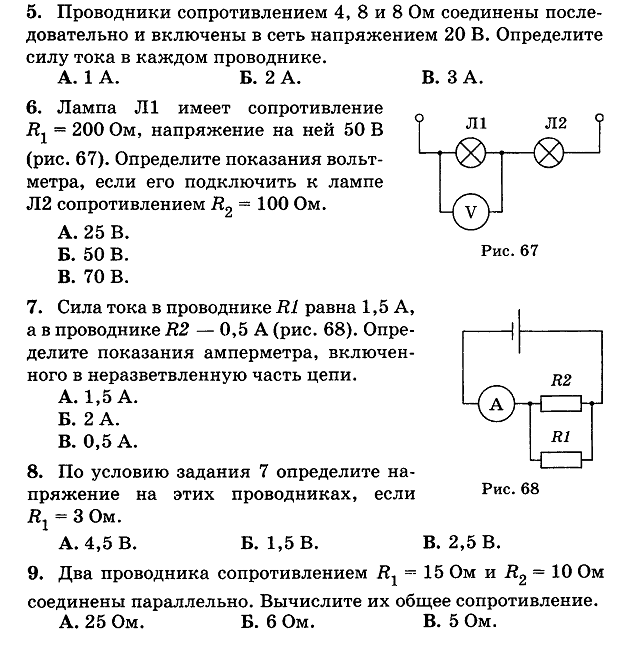 5. Проводники сопротивлением 4, 8 и 8 Ом соединены после-
довательно и включены в сеть напряжением 20 В. Определите
силу тока в каждом проводнике.
А. 1 А. Б. 2 А. В. 3 А.
6. Лампа Л1 имеет сопротивление
R₁ = 200 Ом, напряжение на ней 50 В
(рис. 67). Определите показания вольт-
метра, если его подключить к лампе
Л2 сопротивлением R₂ = 100 Ом.
А. 25 В.
Б. 50 В.
В. 70 В.
Л1 Л2
V
Рис. 67
7. Сила тока в проводнике R1 равна 1,5 А,
а в проводнике R2 — 0,5 А (рис. 68). Опре-
делите показания амперметра, включен-
ного в неразветвленную часть цепи.
А. 1,5 А.
Б. 2 А.
В. 0,5 А.
R2
A
R1
Рис. 68
8. По условию задания 7 определите на-
пряжение на этих проводниках, если
R₁ = 3 Ом.
А. 4,5 В. Б. 1,5 В. В. 2,5 В.
9. Два проводника сопротивлением R₁ = 15 Ом и R₂ = 10 Ом
соединены параллельно. Вычислите их общее сопротивление.
А. 25 Ом. Б. 6 Ом. В. 5 Ом.